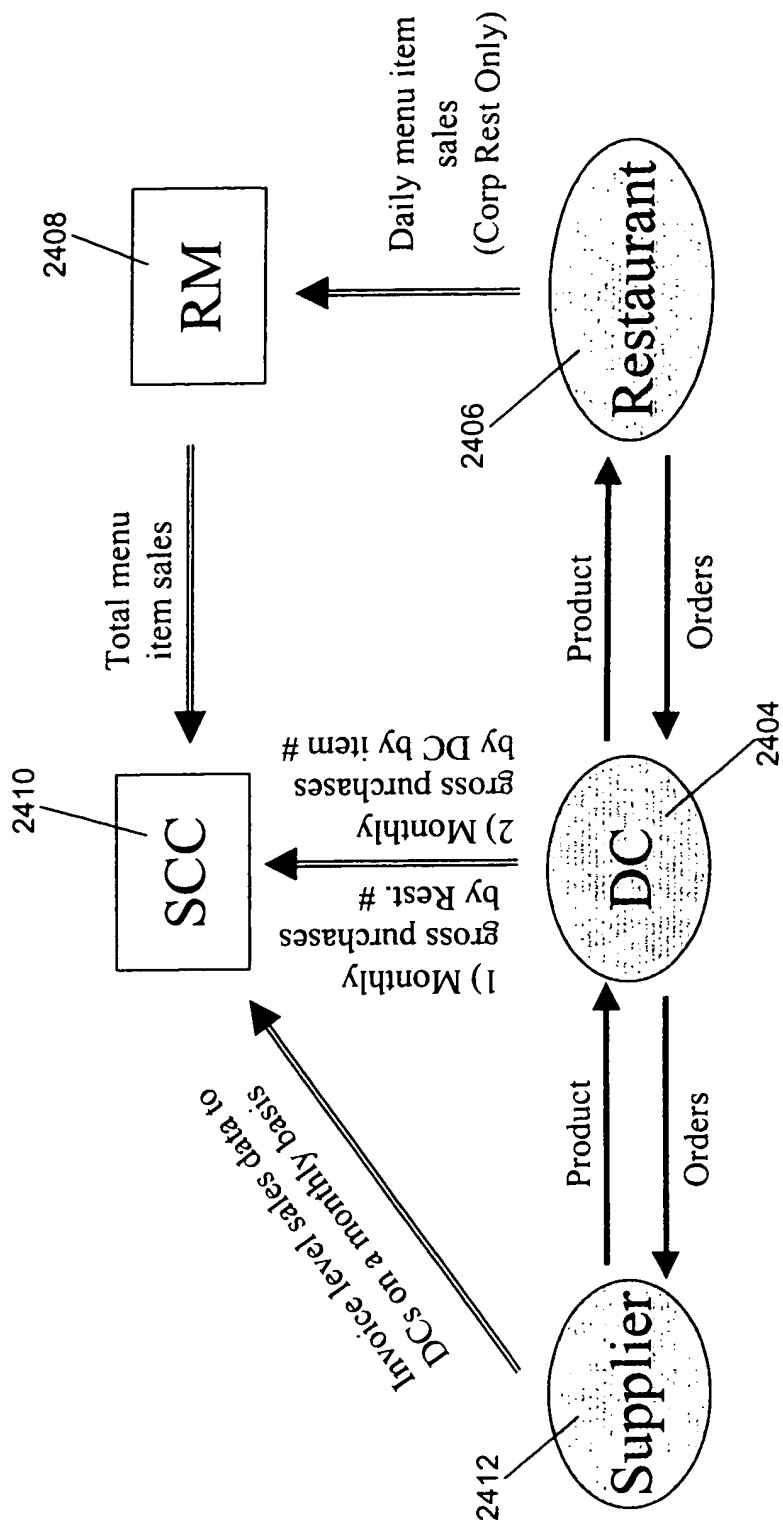 2410
SCC
Total menu
item sales
2408
RM
Invoice level sales data to
DCs on a monthly basis
1) Monthly
gross purchases
by Rest. #
2) Monthly
gross purchases
by DC by item #
Daily menu item
sales
(Corp Rest Only)
2412
Supplier
Product
Orders
DC
2404
Product
Orders
2406
Restaurant